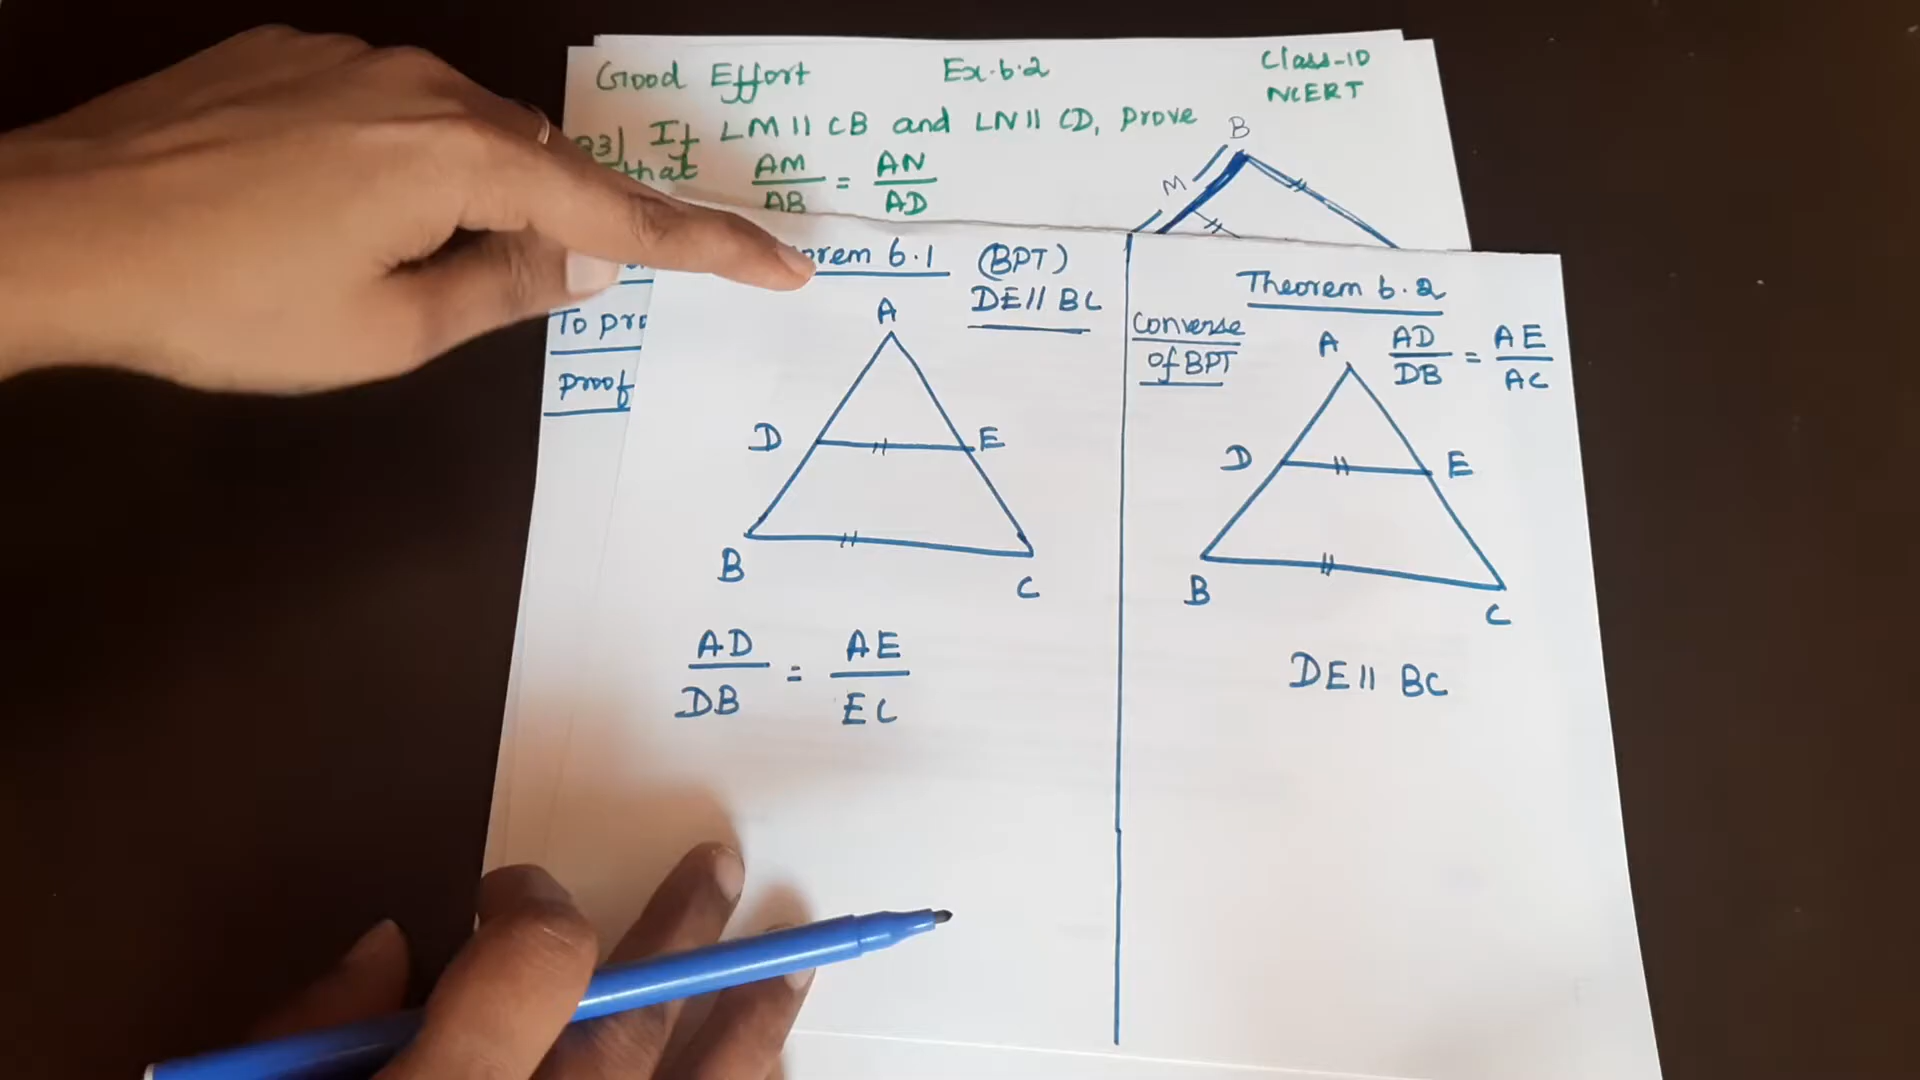 Good Effort Ex-6.2 Class-10
NCERT
If LM || CB and LN || CD, prove
that AM/AB = AN/AD
B
M
6.1 (BPT)
DE || BC
A
D E
B C
AD/DB = AE/EC
Theorem 6.2
Converse
of BPT
AD/DB = AE/AC
A
D E
B C
DE || BC
To
proof